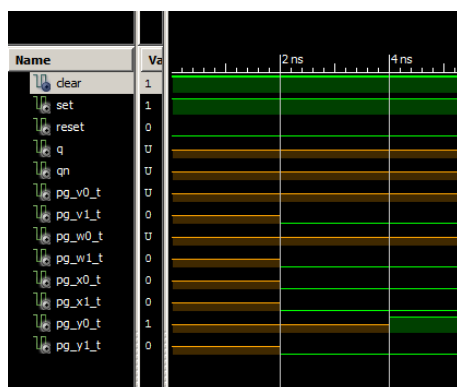 Name Va
2 ns 4 ns
clear 1
set 1
reset 0
q U
qn U
pg_v0_t U
pg_v1_t 0
pg_w0_t U
pg_w1_t 0
pg_x0_t 0
pg_x1_t 0
pg_y0_t 1
pg_y1_t 0